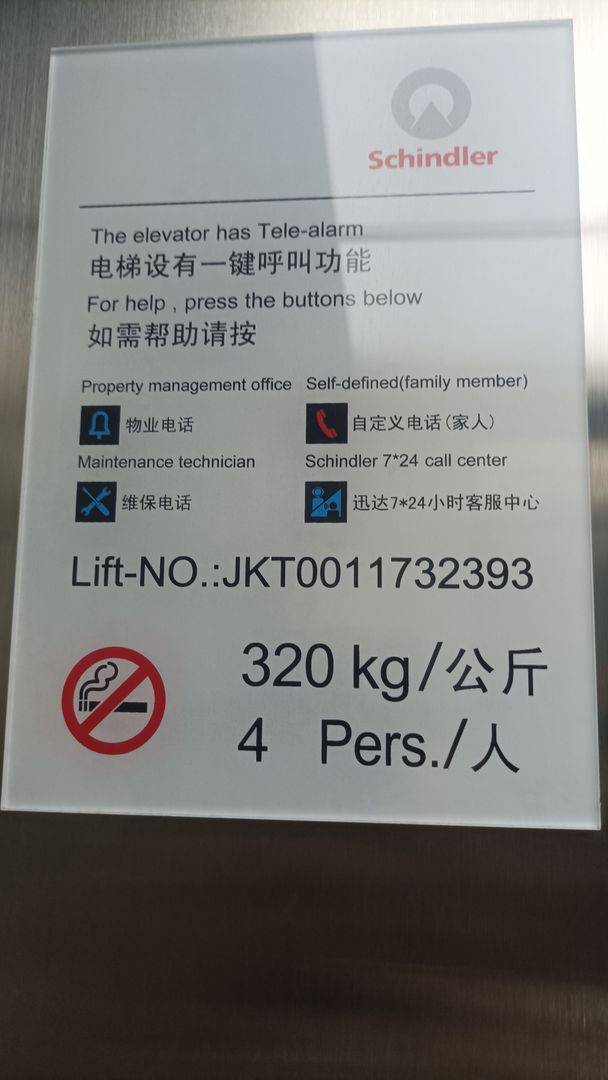 Schindler
The elevator has Tele-alarm
电梯设有一键呼叫功能
For help , press the buttons below
如需帮助请按
Property management office
物业电话
Self-defined(family member)
自定义电话(家人)
Maintenance technician
维保电话
Schindler 7*24 call center
迅达7*24小时客服中心
Lift-NO.:JKT0011732393
320 kg/公斤
4 Pers./人